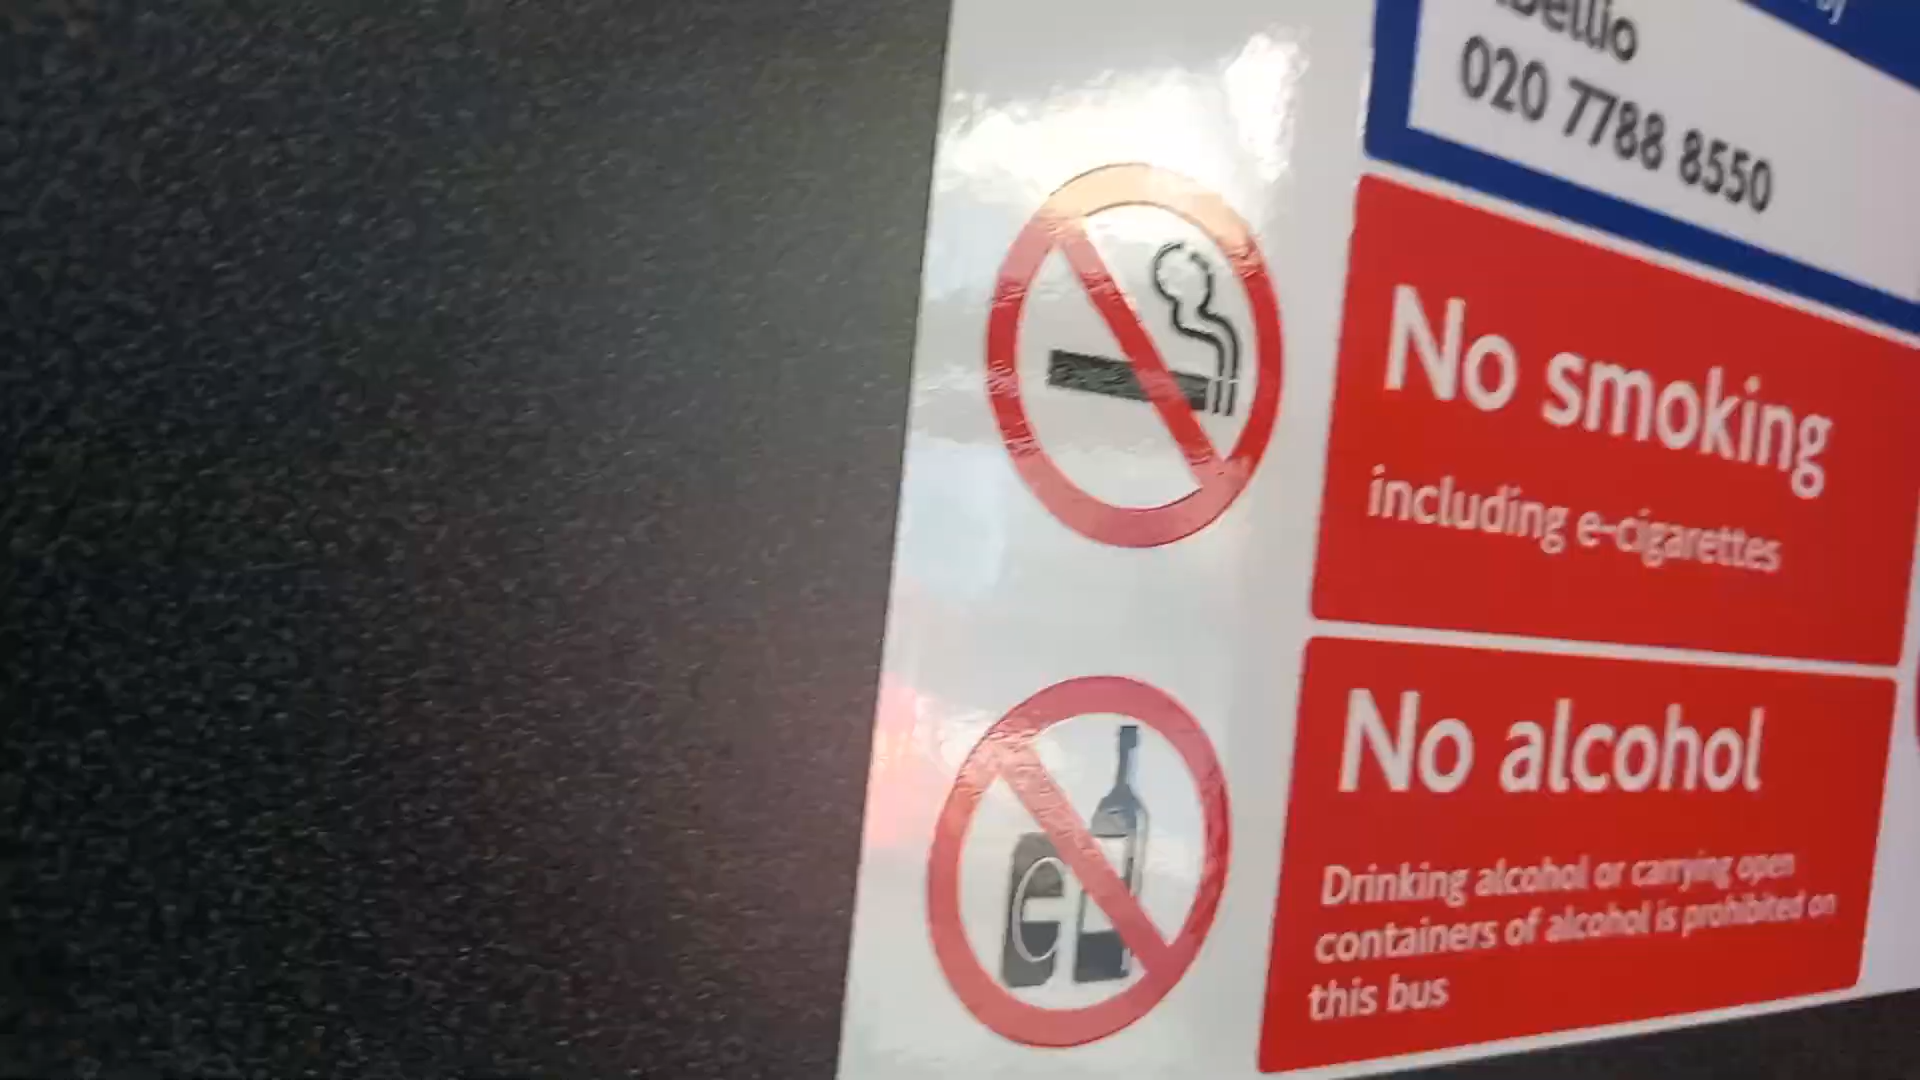 020 7788 8550
No smoking
including e-cigarettes
No alcohol
Drinking alcohol or carrying open
containers of alcohol is prohibited on
this bus